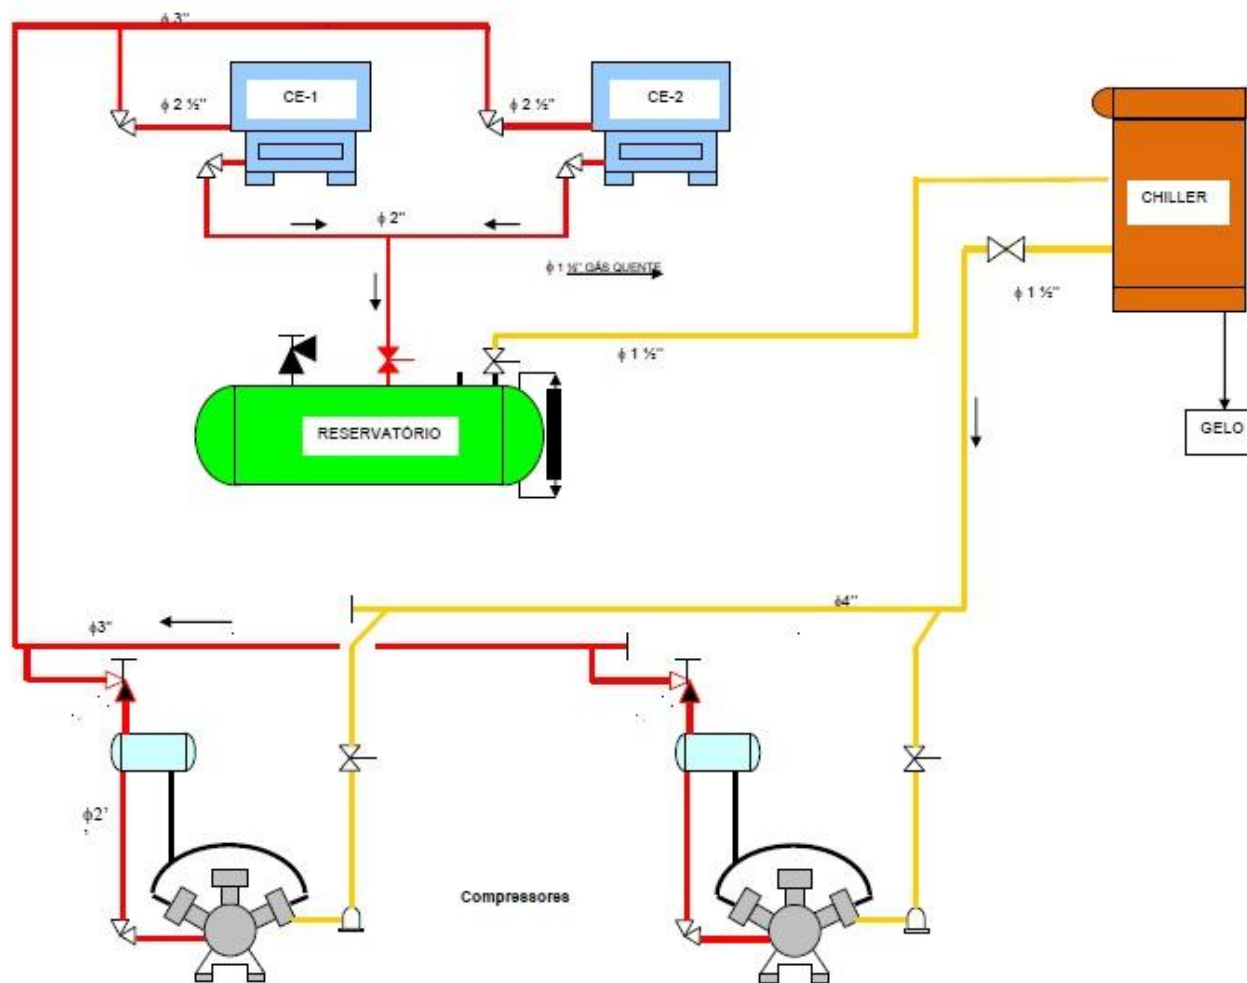 ϕ 3"
CE-1
CE-2
ϕ 2 ½"
ϕ 2 ½"
CHILLER
ϕ 2"
ϕ 1 ½" GÁS QUENTE
ϕ 1 ½"
ϕ 1 ½"
RESERVATÓRIO
GELO
ϕ4"
ϕ3"
ϕ2'
Compressores